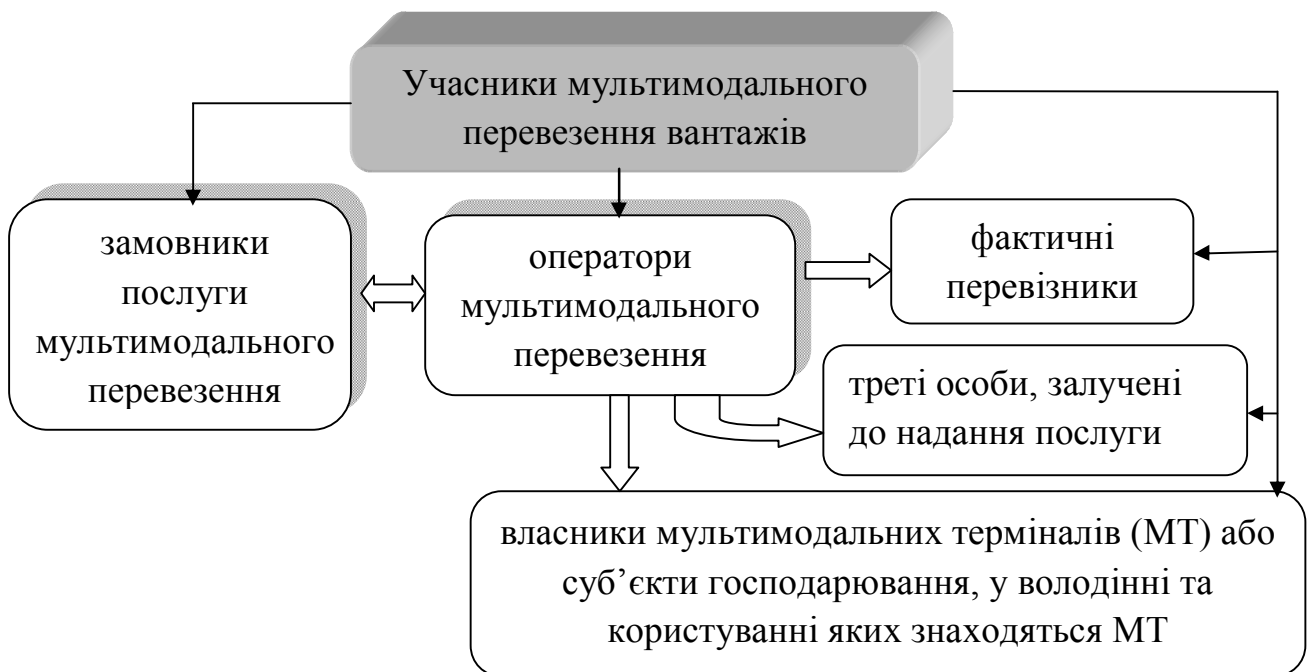 Учасники мультимодального
перевезення вантажів
замовники
послуги
мультимодального
перевезення
оператори
мультимодального
перевезення
фактичні
перевізники
треті особи, залучені
до надання послуги
власники мультимодальних терміналів (МТ) або
суб’єкти господарювання, у володінні та
користуванні яких знаходяться МТ